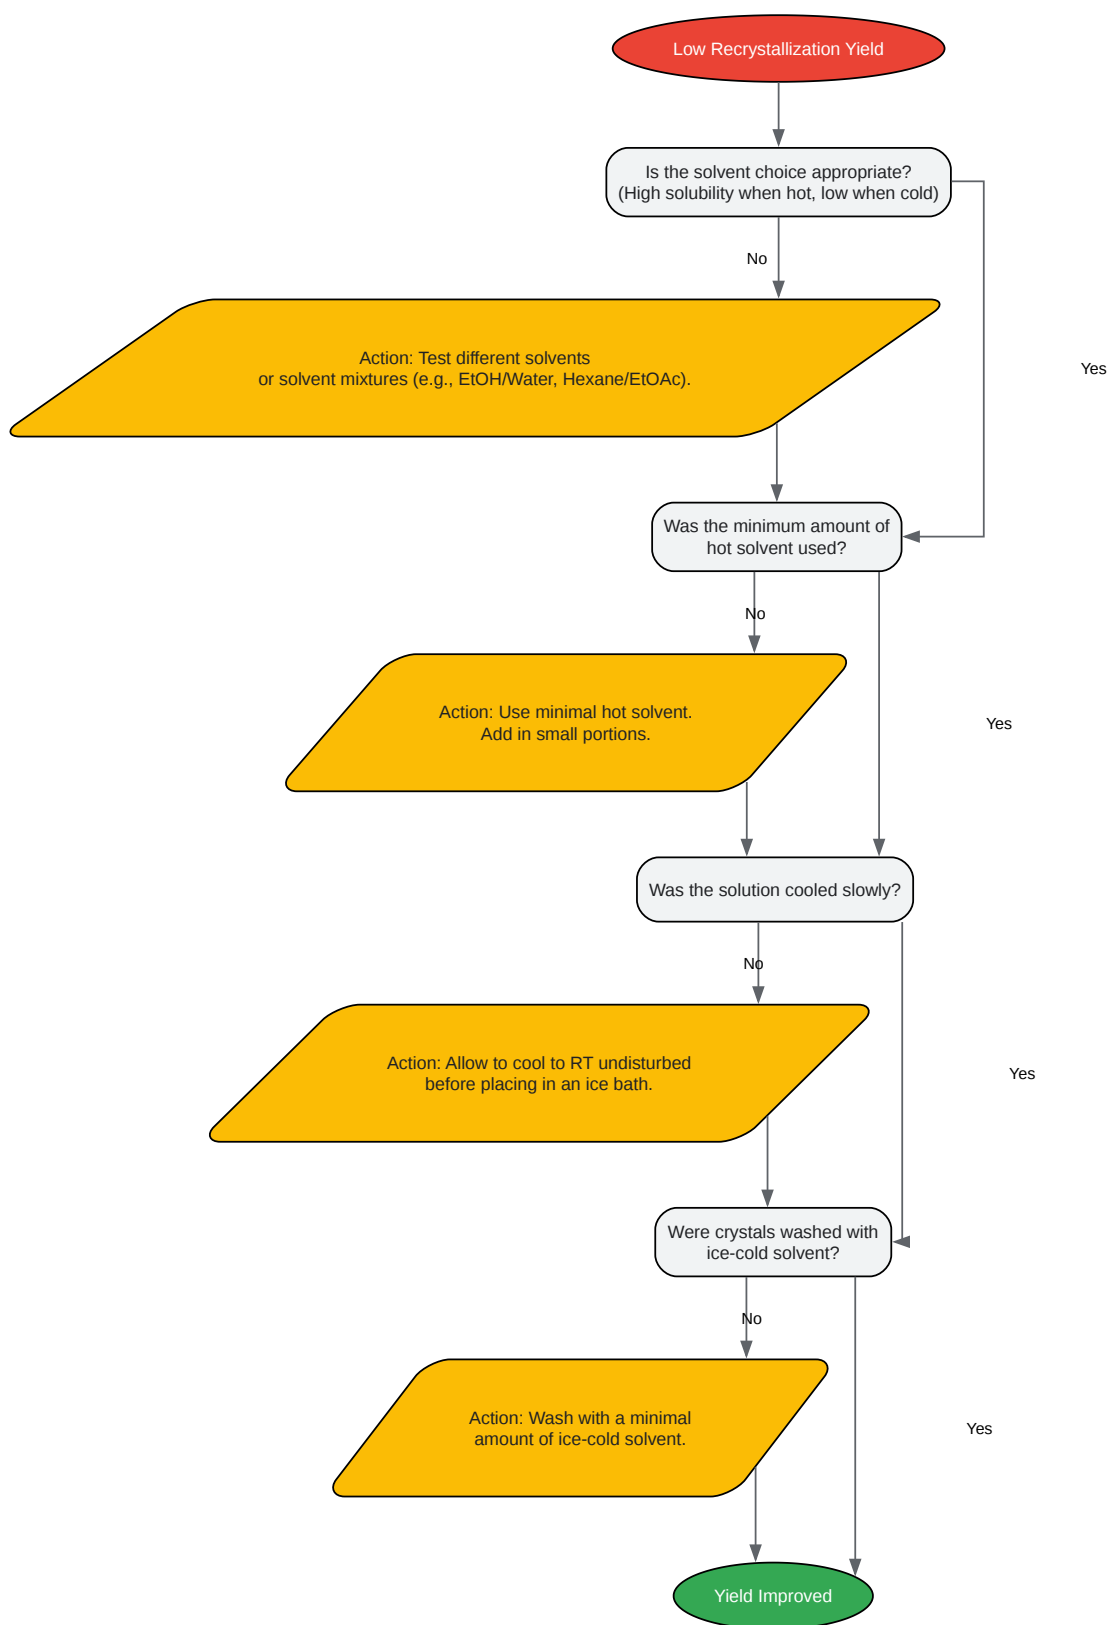 Low Recrystallization Yield
Is the solvent choice appropriate?
(High solubility when hot, low when cold)
No
Action: Test different solvents
or solvent mixtures (e.g., EtOH/Water, Hexane/EtOAc).
Yes
Was the minimum amount of
hot solvent used?
No
Action: Use minimal hot solvent.
Add in small portions.
Yes
Was the solution cooled slowly?
No
Action: Allow to cool to RT undisturbed
before placing in an ice bath.
Yes
Were crystals washed with
ice-cold solvent?
No
Action: Wash with a minimal
amount of ice-cold solvent.
Yes
Yield Improved